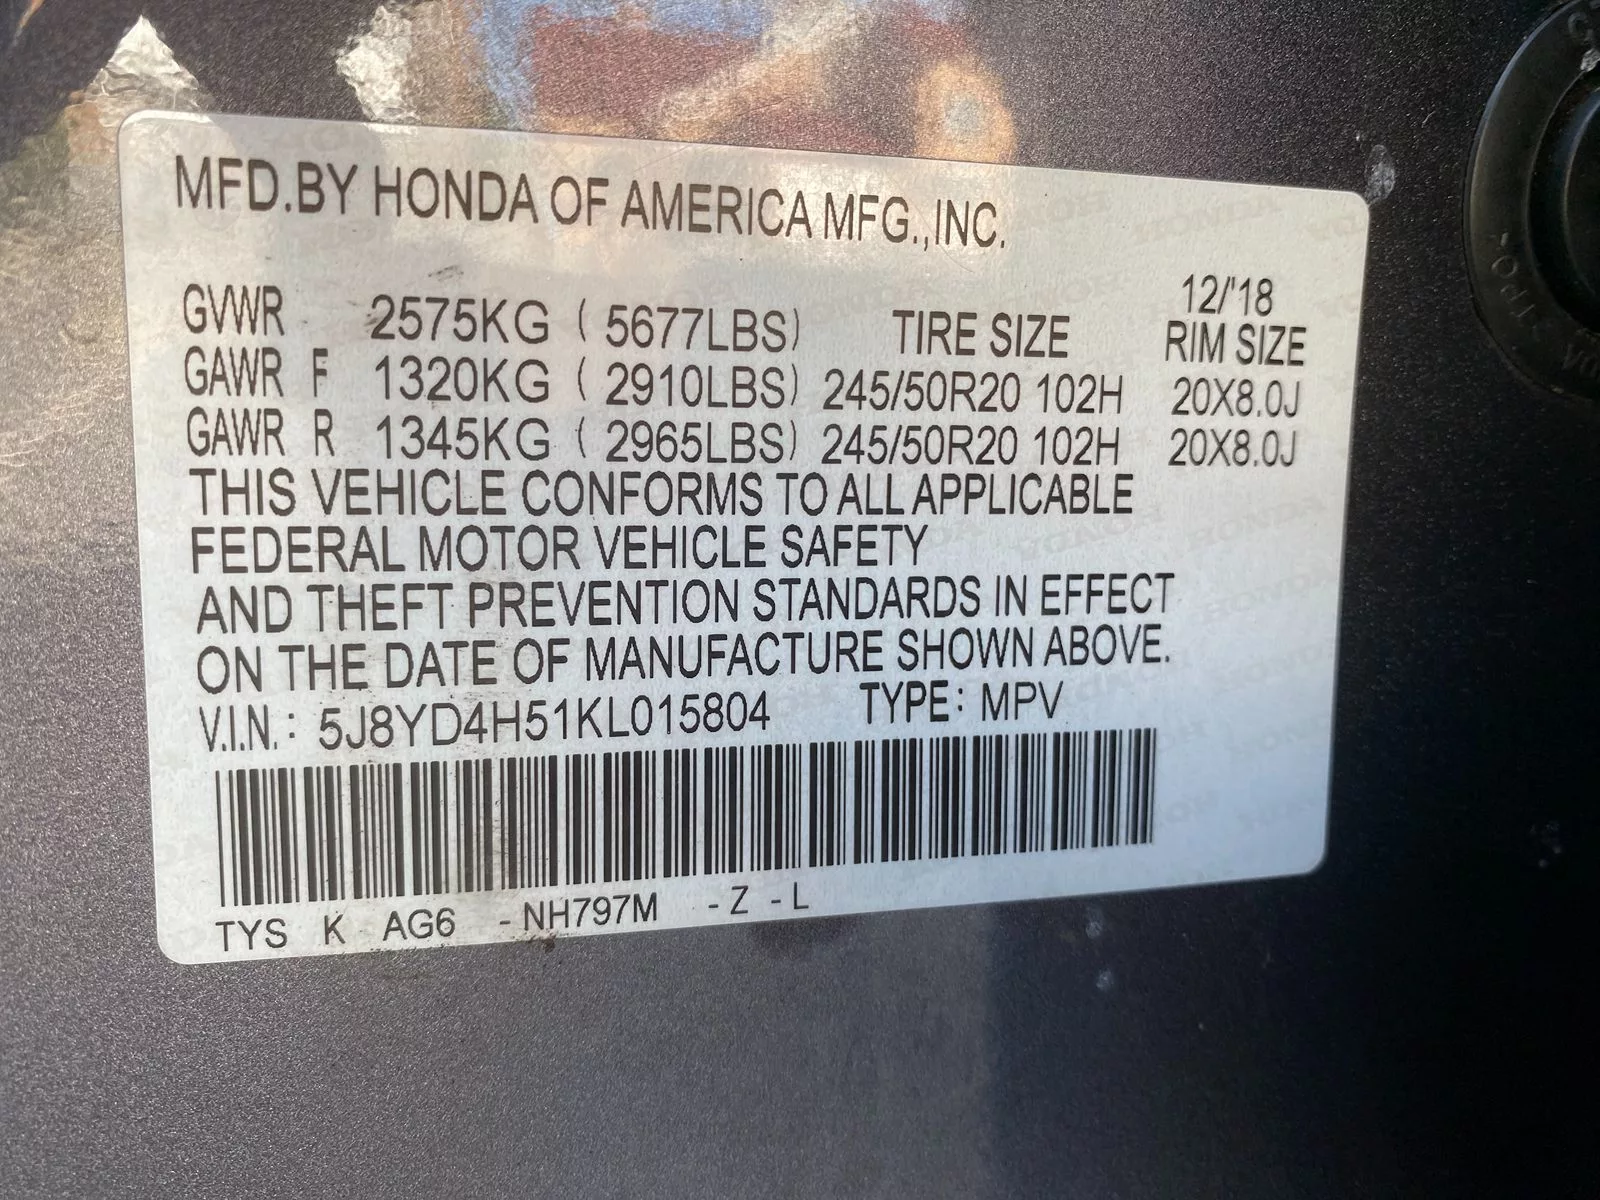 MFD.BY HONDA OF AMERICA MFG.,INC.
12/'18
GVWR 2575KG ( 5677LBS) TIRE SIZE RIM SIZE
GAWR F 1320KG ( 2910LBS) 245/50R20 102H 20X8.0J
GAWR R 1345KG ( 2965LBS) 245/50R20 102H 20X8.0J
THIS VEHICLE CONFORMS TO ALL APPLICABLE
FEDERAL MOTOR VEHICLE SAFETY
AND THEFT PREVENTION STANDARDS IN EFFECT
ON THE DATE OF MANUFACTURE SHOWN ABOVE.
V.I.N.: 5J8YD4H51KL015804 TYPE: MPV
TYS K AG6 -NH797M -Z -L